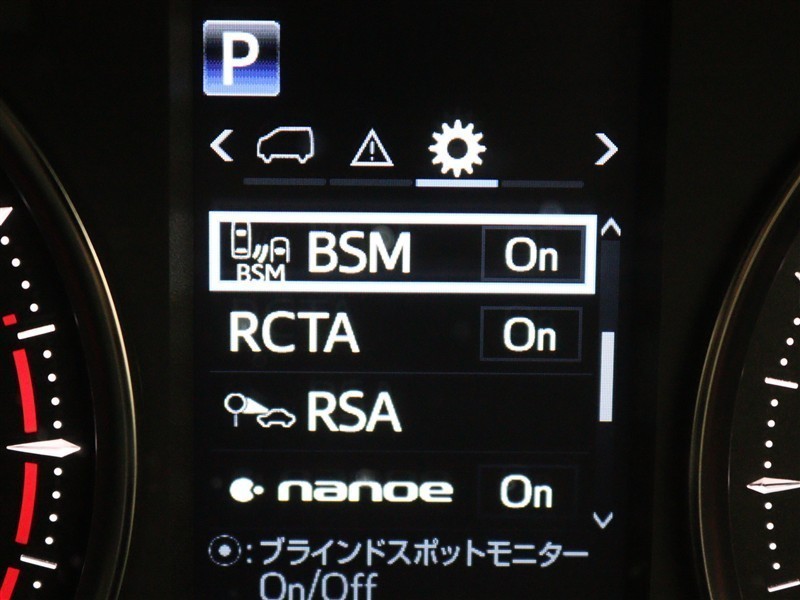 P
BSM BSM On
RCTA On
RSA
nanoe On
:ブラインドスポットモニター
On/Off